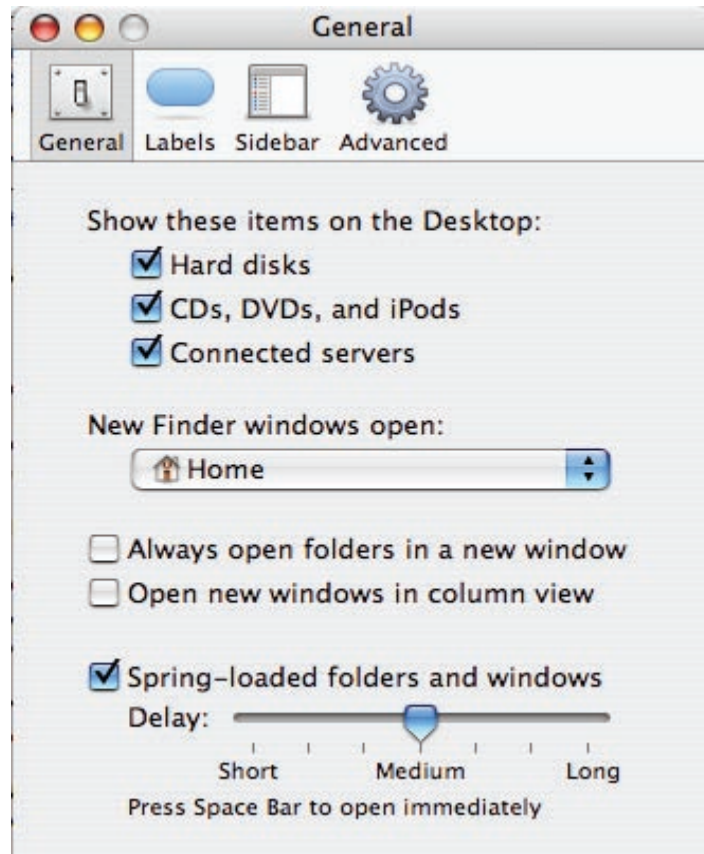 General
General Labels Sidebar Advanced
Show these items on the Desktop:
Hard disks
CDs, DVDs, and iPods
Connected servers
New Finder windows open:
Home
Always open folders in a new window
Open new windows in column view
Spring-loaded folders and windows
Delay:
Short Medium Long
Press Space Bar to open immediately